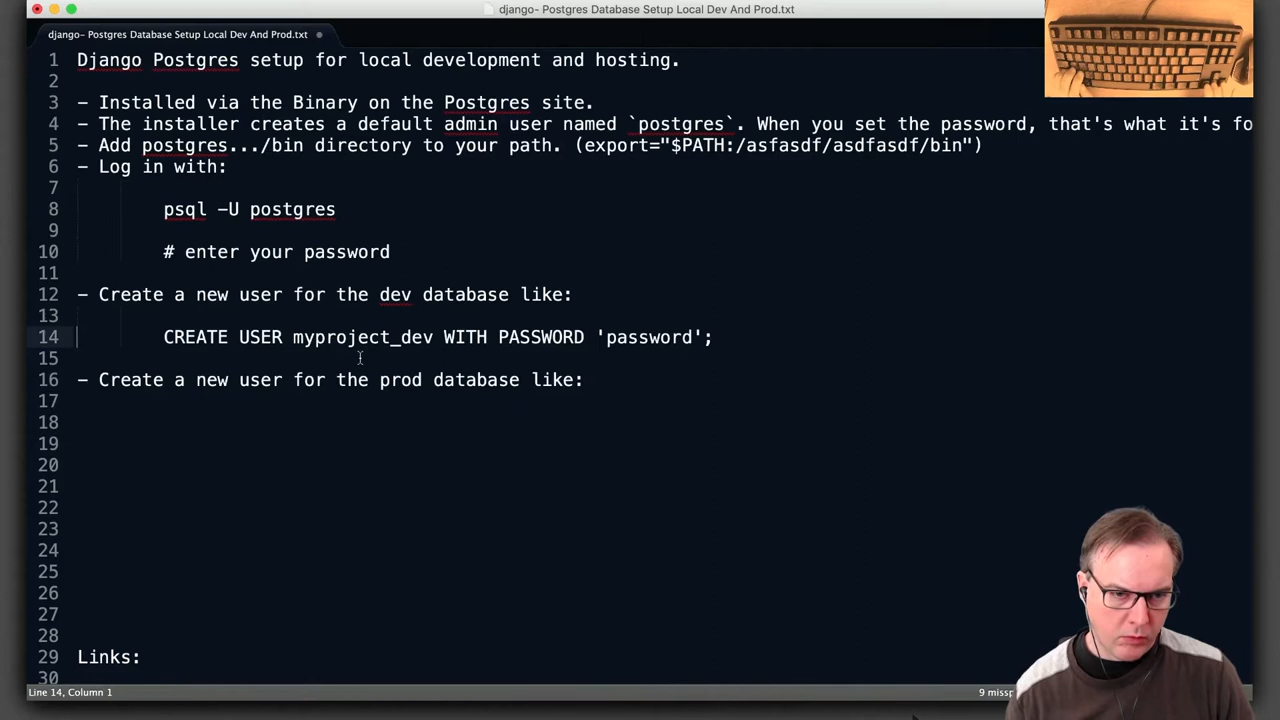 django- Postgres Database Setup Local Dev And Prod.txt
django- Postgres Database Setup Local Dev And Prod.txt
1 Django Postgres setup for local development and hosting.
2
3 - Installed via the Binary on the Postgres site.
4 - The installer creates a default admin user named `postgres`. When you set the password, that's what it's fo
5 - Add postgres.../bin directory to your path. (export="$PATH:/asfasdf/asdfasdf/bin")
6 - Log in with:
7
8 psql -U postgres
9
10 # enter your password
11
12 - Create a new user for the dev database like:
13
14 CREATE USER myproject_dev WITH PASSWORD 'password';
15
16 - Create a new user for the prod database like:
17
18
19
20
21
22
23
24
25
26
27
28
29 Links:
30
Line 14, Column 1
9 missp